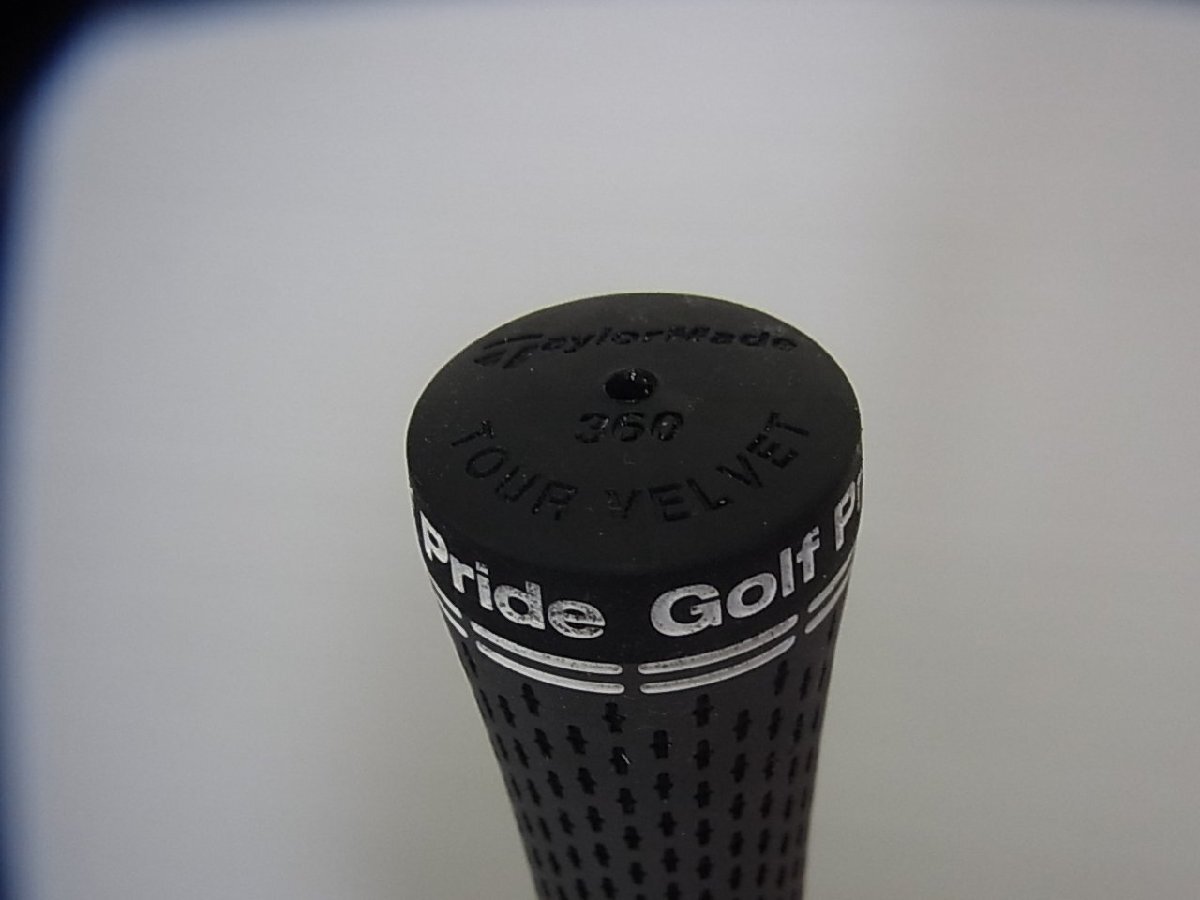 TaylorMade
360
TOUR VELVET
Pride Golf